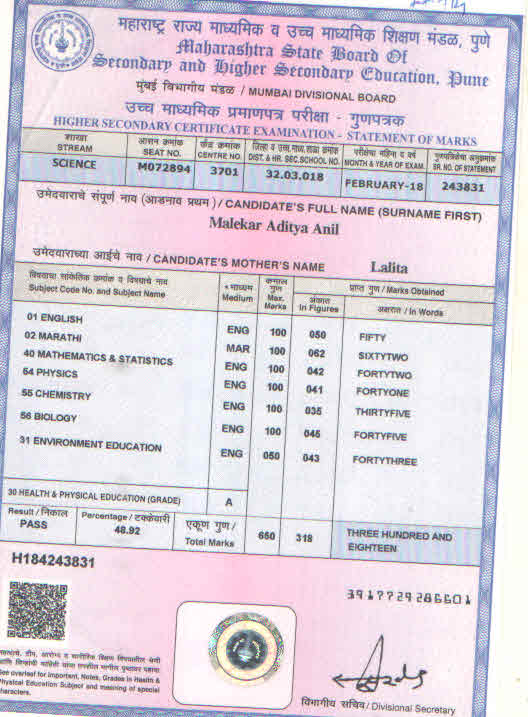 महाराष्ट्र राज्य माध्यमिक व उच्च माध्यमिक शिक्षण मंडळ, पुणे
Maharashtra State Board Of
Secondary and Higher Secondary Education, Pune
मुंबई विभागीय मंडळ / MUMBAI DIVISIONAL BOARD
उच्च माध्यमिक प्रमाणपत्र परीक्षा - गुणपत्रक
HIGHER SECONDARY CERTIFICATE EXAMINATION - STATEMENT OF MARKS
शाखा STREAM आसन क्रमांक SEAT NO. केंद्र क्रमांक CENTRE NO. जिल्हा व उच्च.माध्य.शाळा क्रमांक DIST. & HR. SEC.SCHOOL NO. परीक्षेचा महिना व वर्ष MONTH & YEAR OF EXAM. गुणपत्रिकेचा अनुक्रमांक SR. NO. OF STATEMENT
SCIENCE M072894 3701 32.03.018 FEBRUARY-18 243831
उमेदवाराचे संपूर्ण नाव (आडनाव प्रथम) / CANDIDATE'S FULL NAME (SURNAME FIRST)
Malekar Aditya Anil
उमेदवाराच्या आईचे नाव / CANDIDATE'S MOTHER'S NAME Lalita
विषयाचा सांकेतिक क्रमांक व विषयाचे नाव Subject Code No. and Subject Name माध्यम Medium कमाल गुण Max. Marks प्राप्त गुण / Marks Obtained
अंकात In Figures अक्षरात / In Words
01 ENGLISH ENG 100 050 FIFTY
02 MARATHI MAR 100 062 SIXTYTWO
40 MATHEMATICS & STATISTICS ENG 100 042 FORTYTWO
54 PHYSICS ENG 100 041 FORTYONE
55 CHEMISTRY ENG 100 035 THIRTYFIVE
56 BIOLOGY ENG 100 045 FORTYFIVE
31 ENVIRONMENT EDUCATION ENG 050 043 FORTYTHREE
30 HEALTH & PHYSICAL EDUCATION (GRADE) A
Result / निकाल PASS Percentage / टक्केवारी 48.92 एकूण गुण / Total Marks 650 318 THREE HUNDRED AND EIGHTEEN
H184243831
3917729286601
See overleaf for important, Notes, Grades in Health &
Physical Education Subject and meaning of special
characters.
विभागीय सचिव / Divisional Secretary